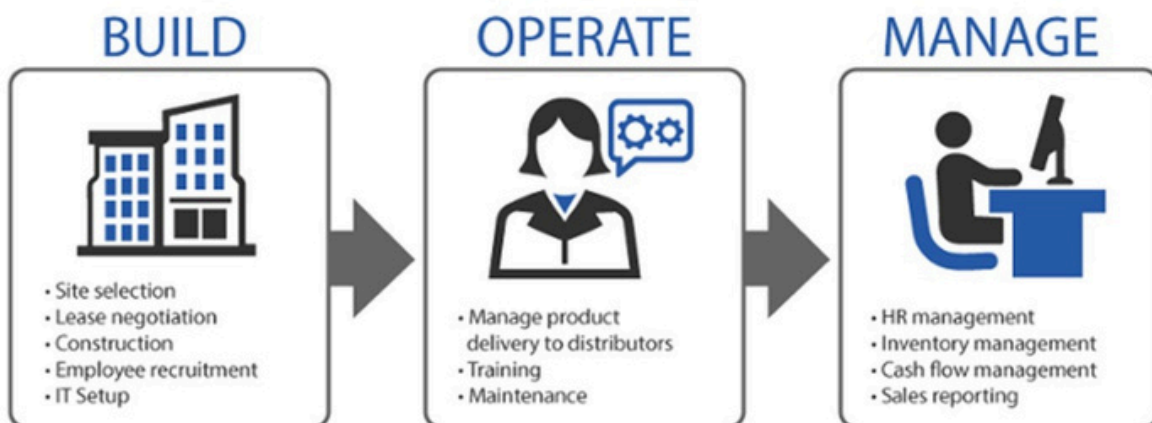 BUILD
• Site selection
• Lease negotiation
• Construction
• Employee recruitment
• IT Setup
OPERATE
• Manage product
delivery to distributors
• Training
• Maintenance
MANAGE
• HR management
• Inventory management
• Cash flow management
• Sales reporting